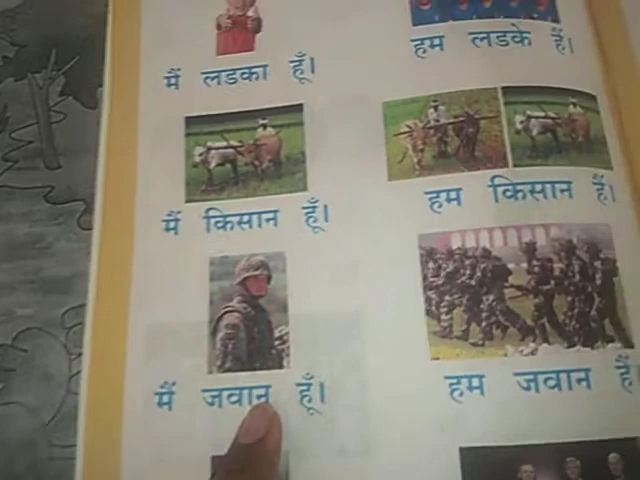 मैं लडका हूँ।
हम लडके हैं।
मैं किसान हूँ।
हम किसान हैं।
मैं जवान हूँ।
हम जवान हैं